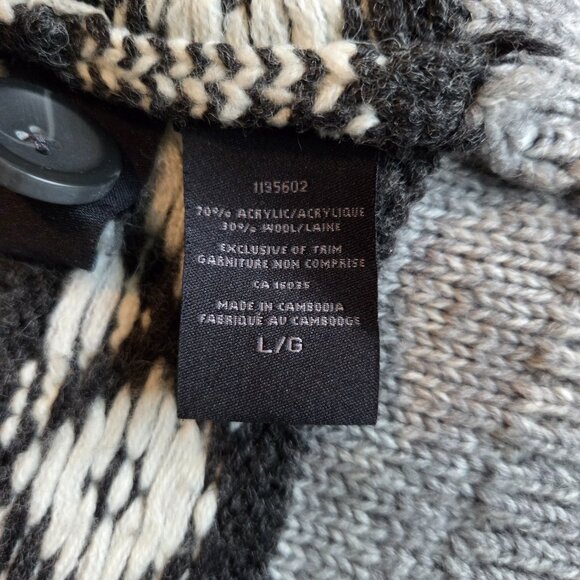 1135602
70% ACRYLIC/ACRYLIQUE
30% WOOL/LAINE
EXCLUSIVE OF TRIM
GARNITURE NON COMPRISE
CA 16035
MADE IN CAMBODIA
FABRIQUE AU CAMBODGE
L/G